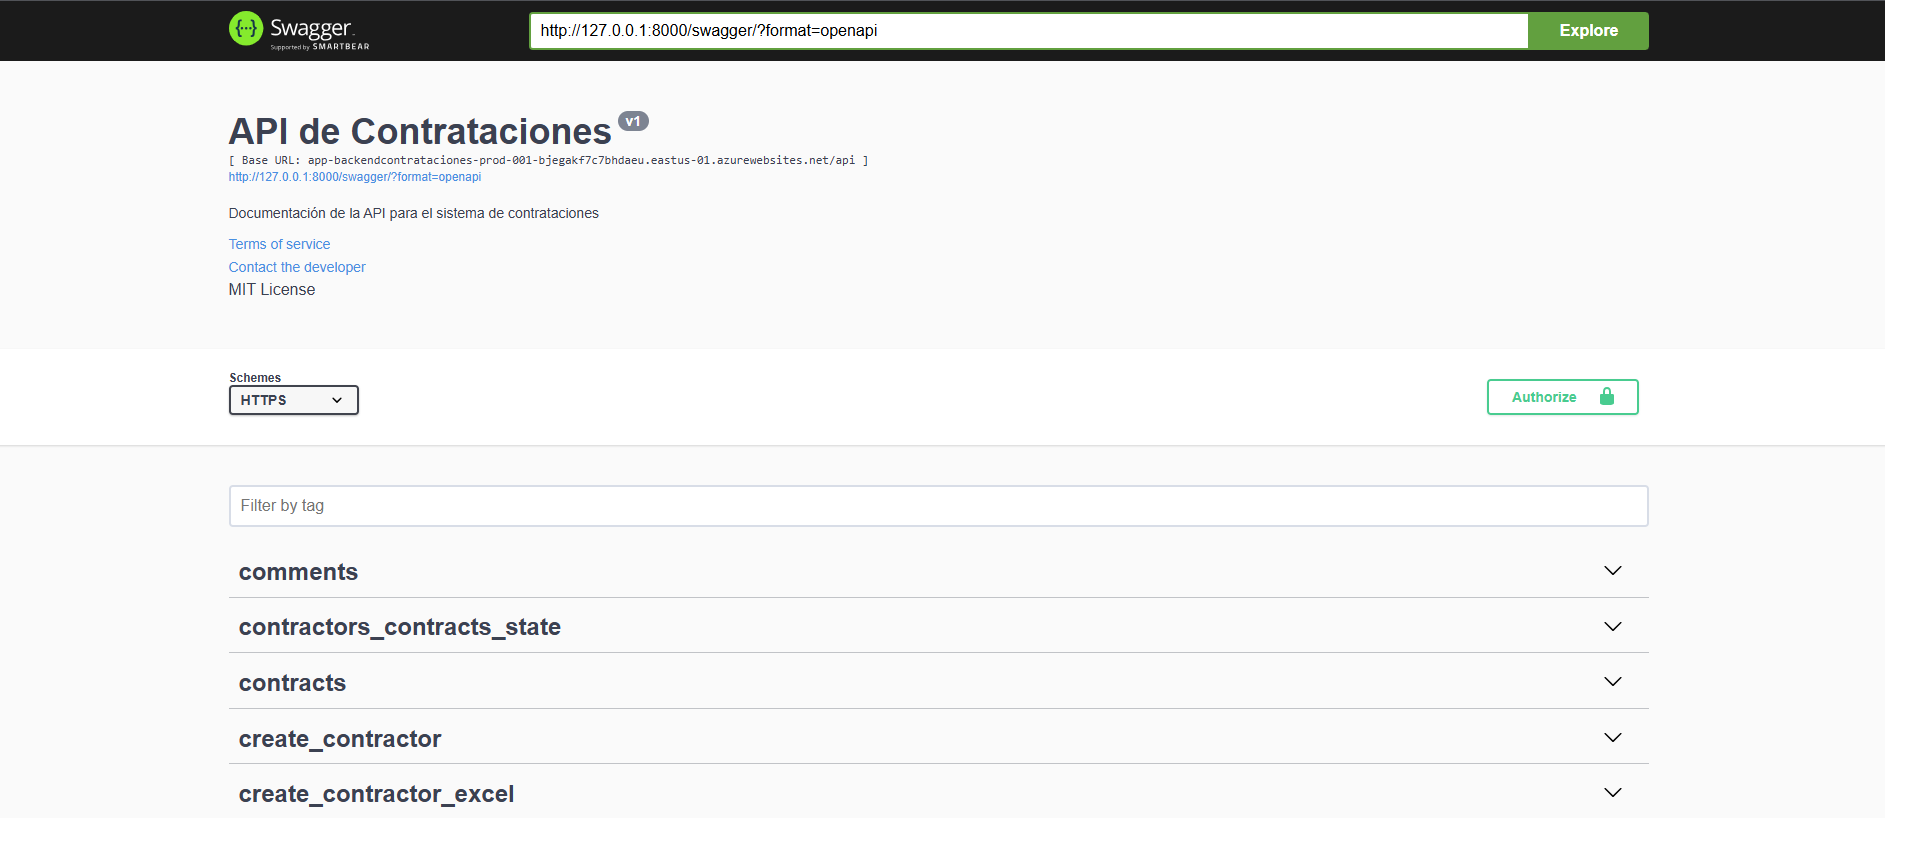 Swagger
Supported by SMARTBEAR
http://127.0.0.1:8000/swagger/?format=openapi
Explore
API de Contrataciones v1
[ Base URL: app-backendcontrataciones-prod-001-bjegakf7c7bhdaeu.eastus-01.azurewebsites.net/api ]
http://127.0.0.1:8000/swagger/?format=openapi
Documentación de la API para el sistema de contrataciones
Terms of service
Contact the developer
MIT License
Schemes
HTTPS
Authorize
Filter by tag
comments
contractors_contracts_state
contracts
create_contractor
create_contractor_excel